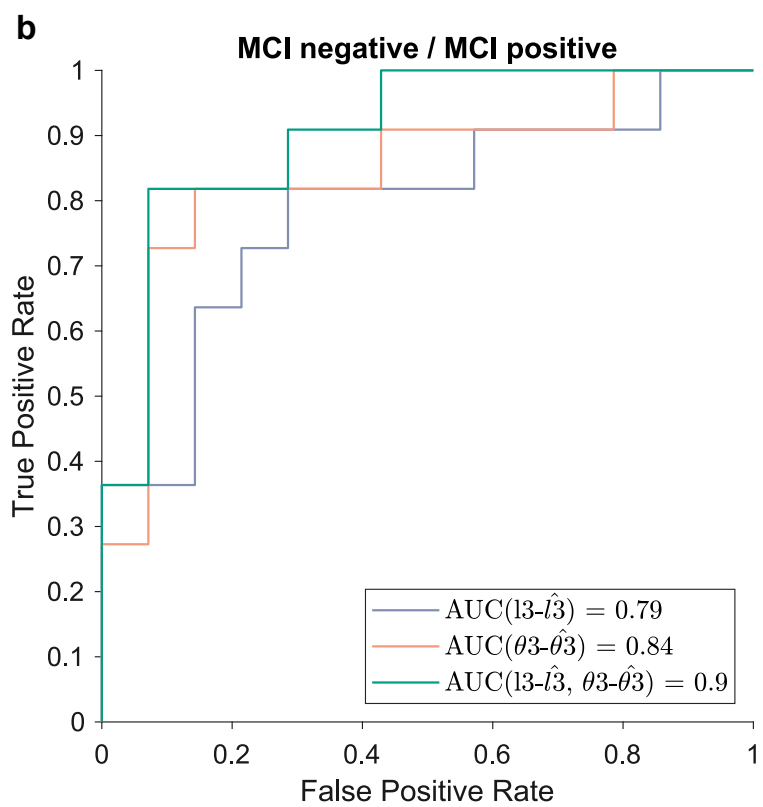 b
MCI negative / MCI positive
1
0.9
0.8
0.7
0.6
0.5
0.4
0.3
0.2
0.1
0
True Positive Rate
AUC(l3-l̂3) = 0.79
AUC(θ3-θ̂3) = 0.84
AUC(l3-l̂3, θ3-θ̂3) = 0.9
0 0.2 0.4 0.6 0.8 1
False Positive Rate